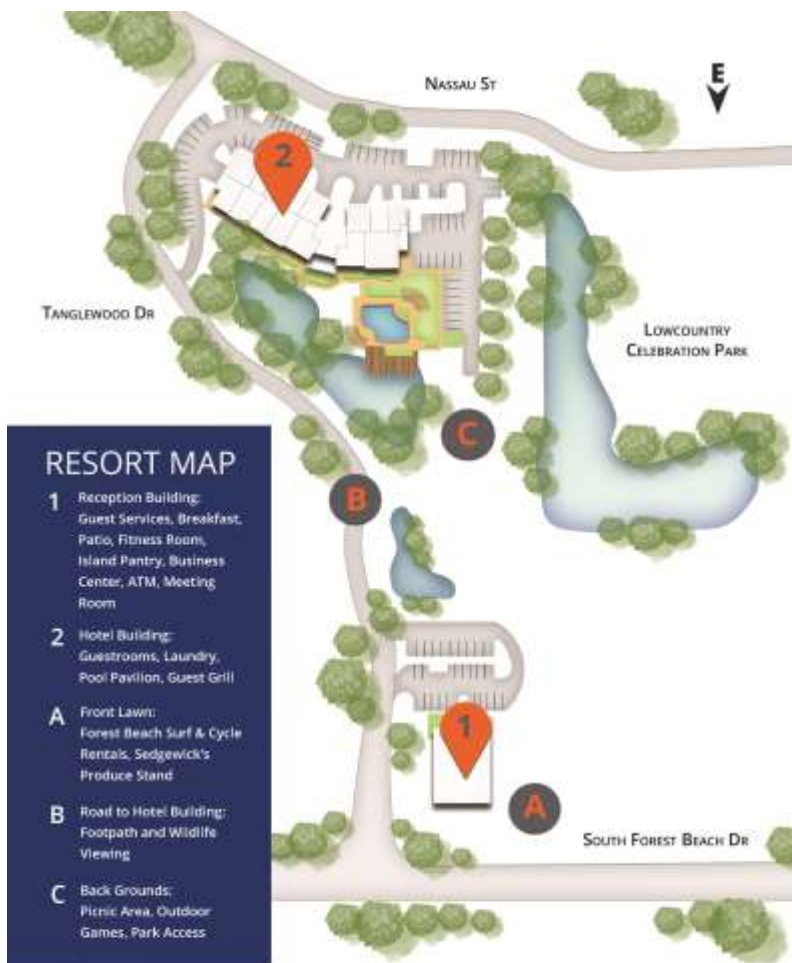 NASSAU ST
E
2
TANGLEWOOD DR
LOWCOUNTRY
CELEBRATION PARK
C
B
1
A
SOUTH FOREST BEACH DR
RESORT MAP
1 Reception Building:
Guest Services, Breakfast,
Patio, Fitness Room,
Island Pantry, Business
Center, ATM, Meeting
Room
2 Hotel Building:
Guestrooms, Laundry,
Pool Pavilion, Guest Grill
A Front Lawn:
Forest Beach Surf & Cycle
Rentals, Sedgewick's
Produce Stand
B Road to Hotel Building:
Footpath and Wildlife
Viewing
C Back Grounds:
Picnic Area, Outdoor
Games, Park Access